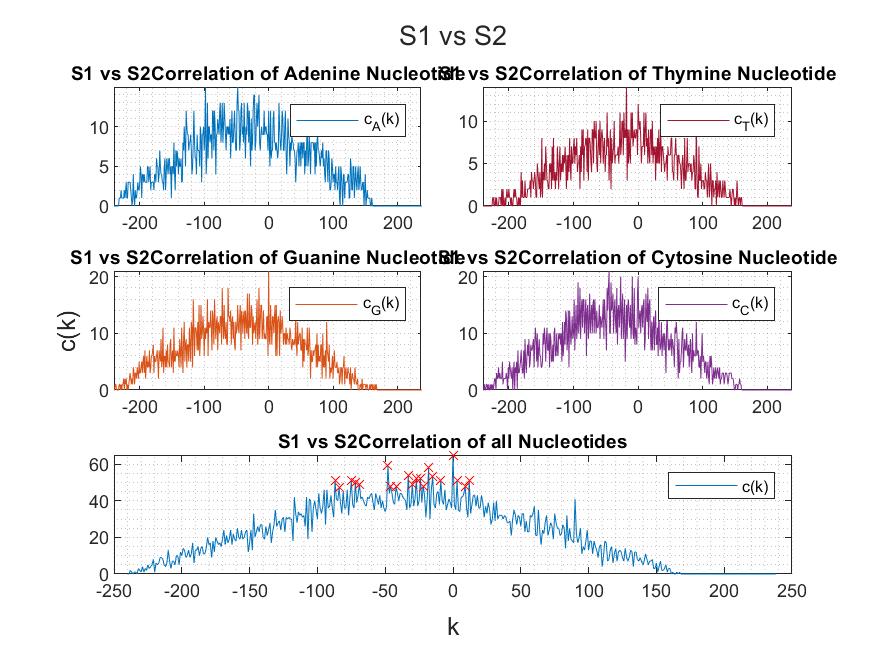 S1 vs S2
S1 vs S2Correlation of Adenine Nucleotide
S1 vs S2Correlation of Thymine Nucleotide
c_A(k)
10
5
0
-200 -100 0 100 200
c_T(k)
10
5
0
-200 -100 0 100 200
S1 vs S2Correlation of Guanine Nucleotide
S1 vs S2Correlation of Cytosine Nucleotide
c(k)
c_G(k)
20
10
0
-200 -100 0 100 200
c_C(k)
20
10
0
-200 -100 0 100 200
S1 vs S2Correlation of all Nucleotides
c(k)
60
40
20
0
-250 -200 -150 -100 -50 0 50 100 150 200 250
k